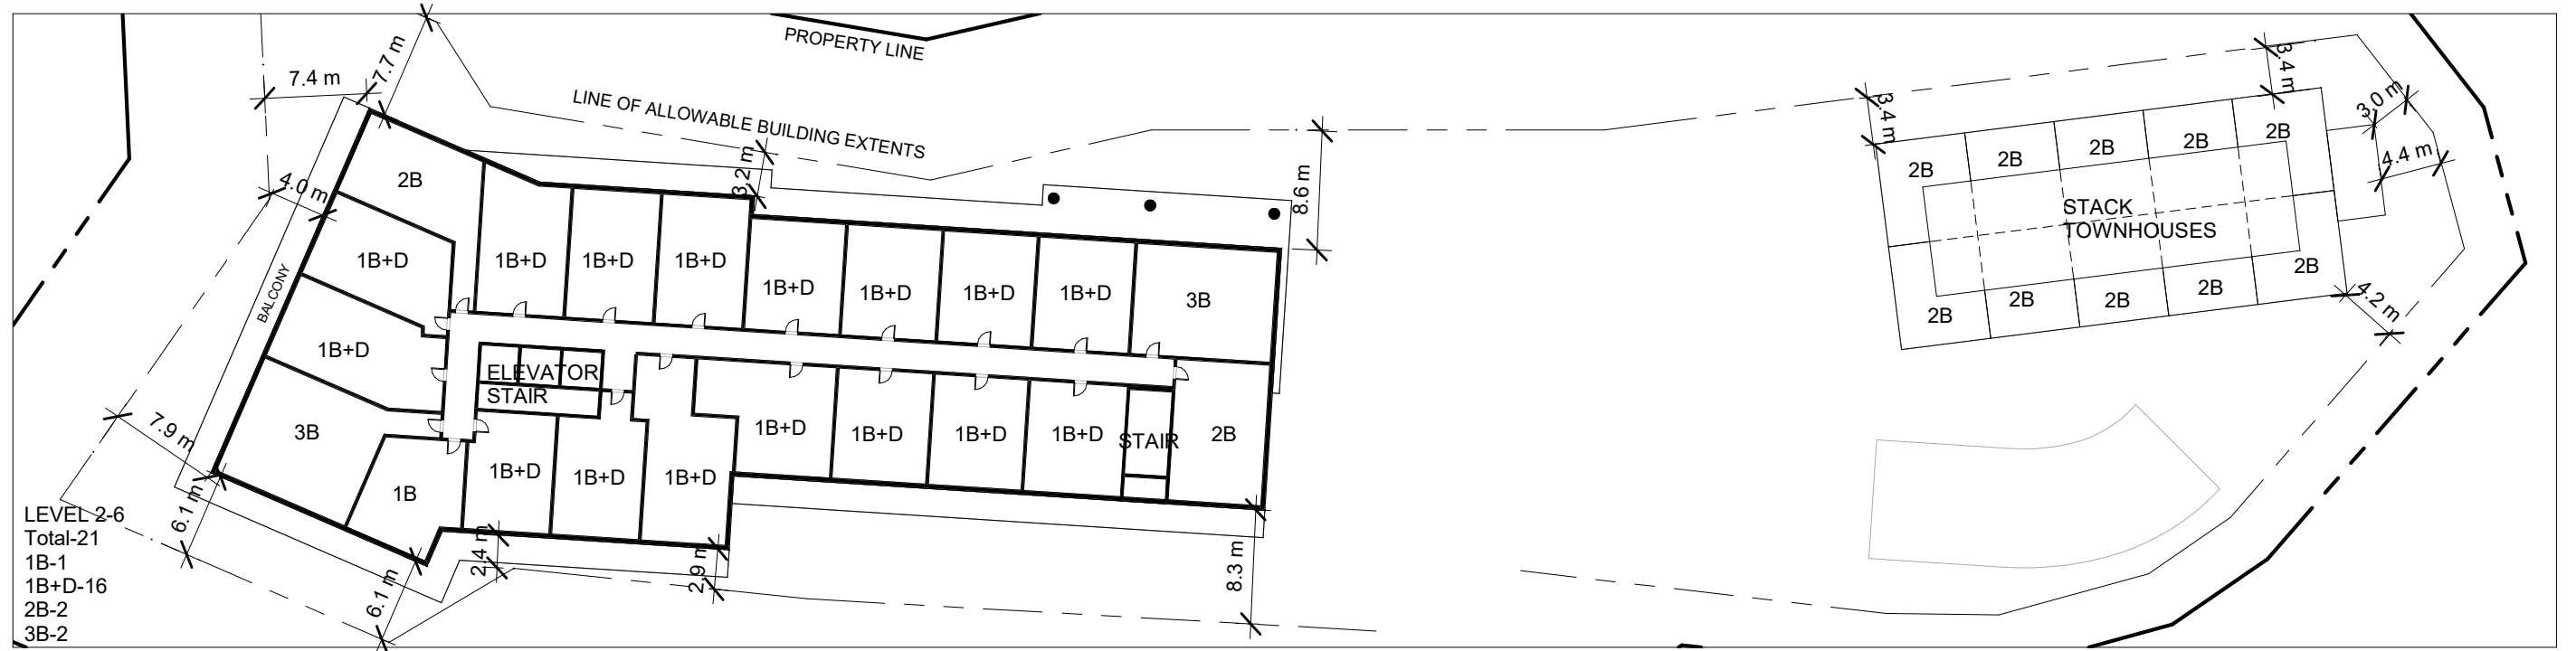 PROPERTY LINE
7.7 m
7.4 m
LINE OF ALLOWABLE BUILDING EXTENTS
3.4 m
3.4 m
3.0 m
4.4 m
4.2 m
3.2 m
8.6 m
4.0 m
2B
1B+D
1B+D
3B
1B
BALCONY
1B+D
1B+D
1B+D
1B+D
1B+D
1B+D
1B+D
3B
ELEVATOR
STAIR
1B+D
1B+D
1B+D
1B+D
1B+D
1B+D
1B+D
STAIR
2B
2B
2B
2B
2B
2B
STACK
TOWNHOUSES
2B
2B
2B
2B
2B
7.9 m
6.1 m
6.1 m
2.4 m
2.9 m
8.3 m
LEVEL 2-6
Total-21
1B-1
1B+D-16
2B-2
3B-2